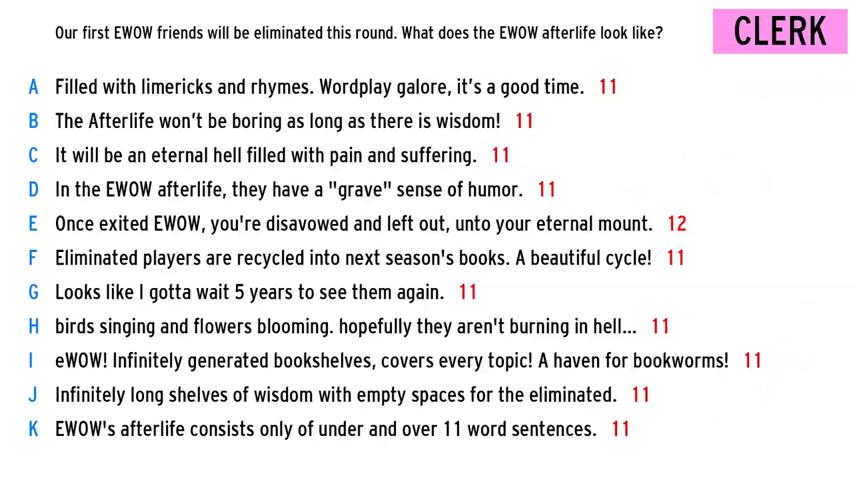 Our first EWOW friends will be eliminated this round. What does the EWOW afterlife look like?
CLERK
A Filled with limericks and rhymes. Wordplay galore, it's a good time. 11
B The Afterlife won't be boring as long as there is wisdom! 11
C It will be an eternal hell filled with pain and suffering. 11
D In the EWOW afterlife, they have a "grave" sense of humor. 11
E Once exited EWOW, you're disavowed and left out, unto your eternal mount. 12
F Eliminated players are recycled into next season's books. A beautiful cycle! 11
G Looks like I gotta wait 5 years to see them again. 11
H birds singing and flowers blooming. hopefully they aren't burning in hell... 11
I eWOW! Infinitely generated bookshelves, covers every topic! A haven for bookworms! 11
J Infinitely long shelves of wisdom with empty spaces for the eliminated. 11
K EWOW's afterlife consists only of under and over 11 word sentences. 11